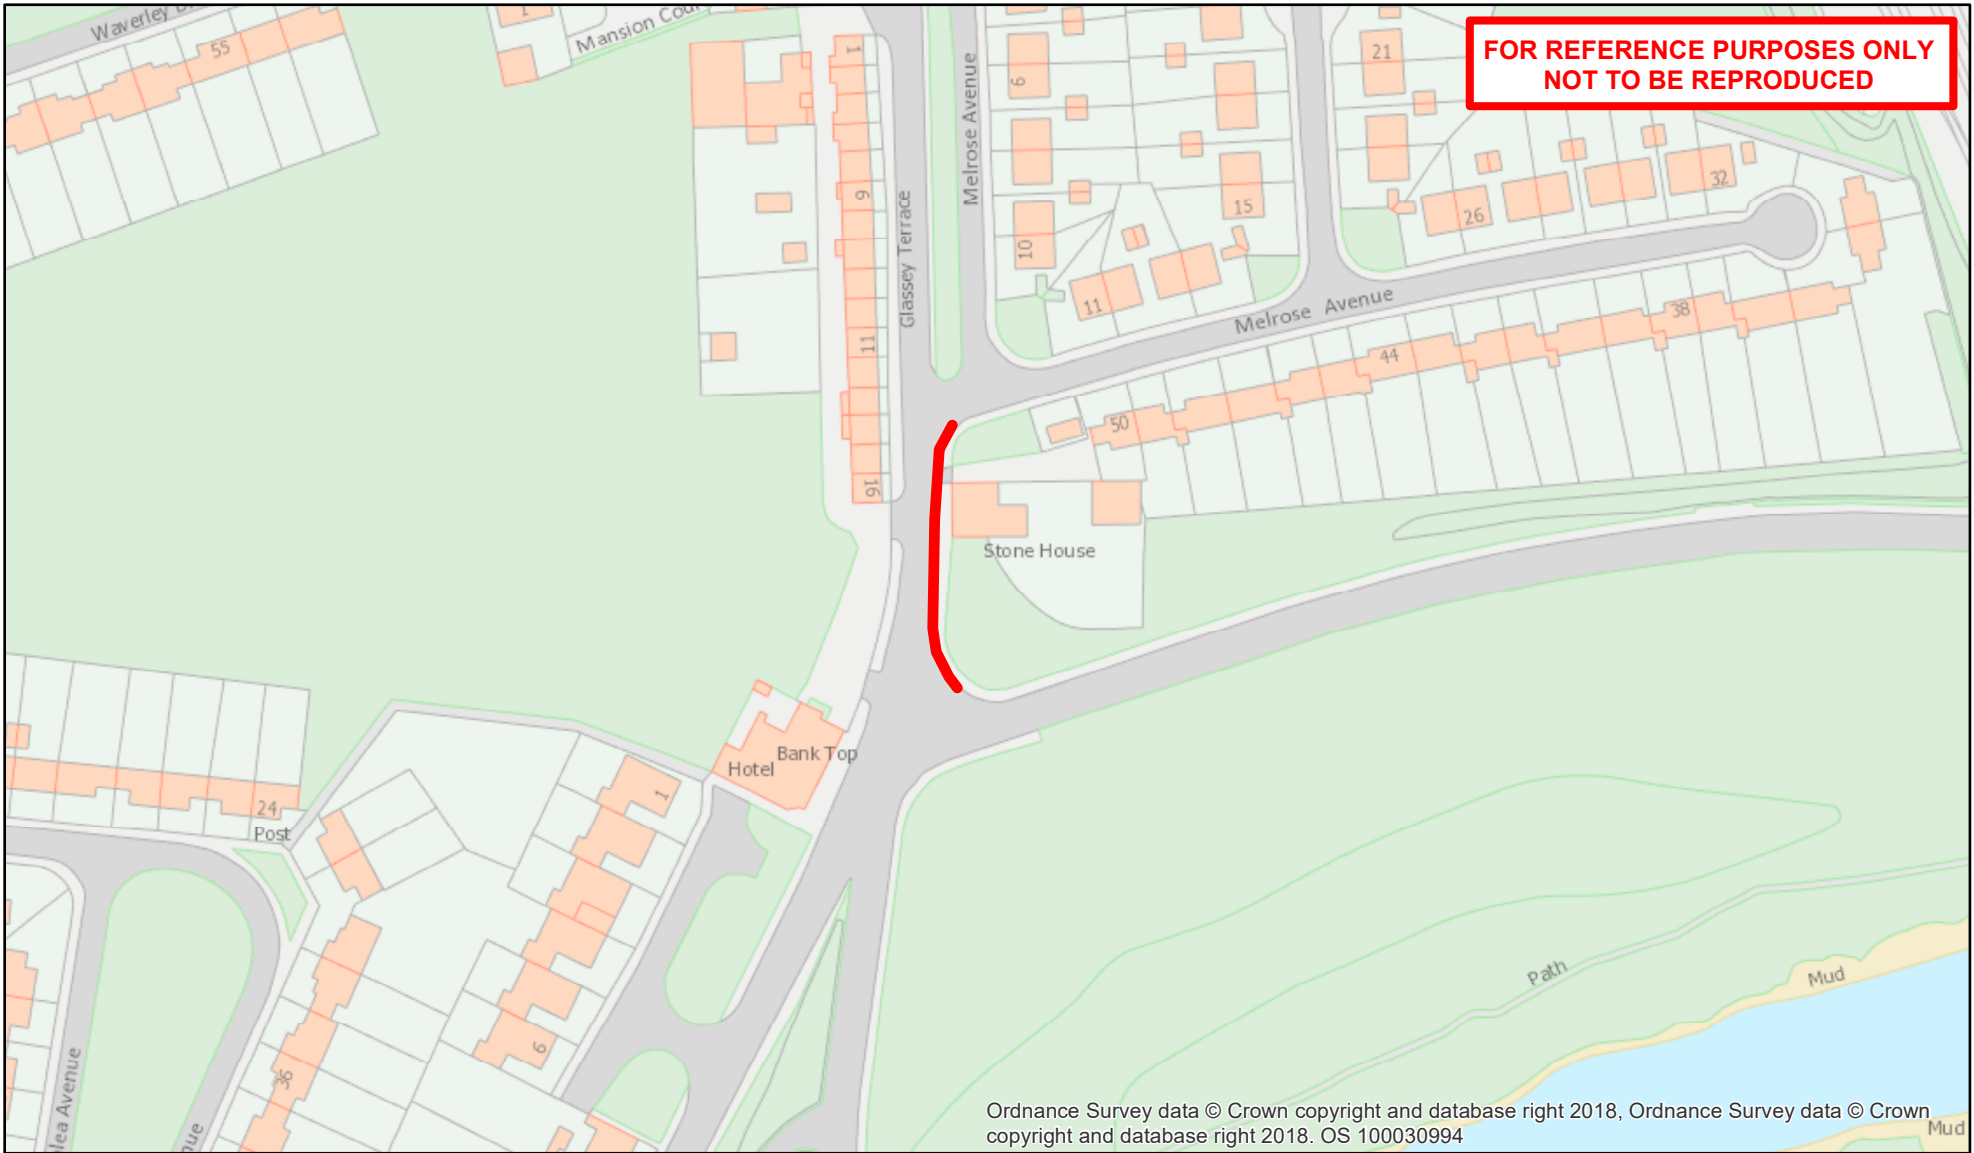 FOR REFERENCE PURPOSES ONLY
NOT TO BE REPRODUCED
Waverley
55
1
Mansion
1
9
11
16
Glassey Terrace
Melrose Avenue
6
10
11
15
21
26
32
Melrose Avenue
38
44
50
Stone House
Bank Top
Hotel
1
24
Post
6
36
Path
Mud
Mud
Ordnance Survey data © Crown copyright and database right 2018, Ordnance Survey data © Crown
copyright and database right 2018. OS 100030994